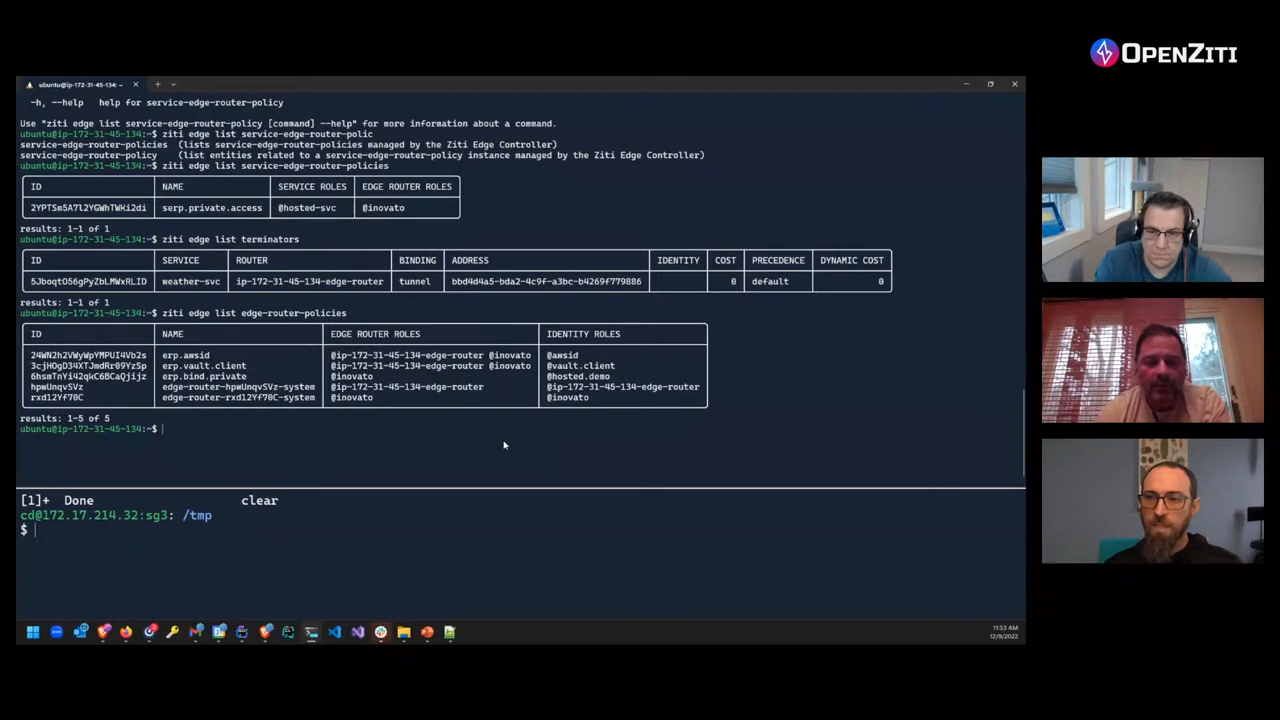 OPENZITI
ubuntu@ip-172-31-45-134: ~
-h, --help   help for service-edge-router-policy
Use "ziti edge list service-edge-router-policy [command] --help" for more information about a command.
ubuntu@ip-172-31-45-134:~$ ziti edge list service-edge-router-polic
service-edge-router-policies  (lists service-edge-router-policies managed by the Ziti Edge Controller)
service-edge-router-policy    (list entities related to a service-edge-router-policy instance managed by the Ziti Edge Controller)
ubuntu@ip-172-31-45-134:~$ ziti edge list service-edge-router-policies
ID NAME SERVICE ROLES EDGE ROUTER ROLES
2YPTSm5A7l2YGWhTWKi2di serp.private.access @hosted-svc @inovato
results: 1-1 of 1
ubuntu@ip-172-31-45-134:~$ ziti edge list terminators
ID SERVICE ROUTER BINDING ADDRESS IDENTITY COST PRECEDENCE DYNAMIC COST
5JboqtO56gPyZbLMWxRLID weather-svc ip-172-31-45-134-edge-router tunnel bbd4d4a5-bda2-4c9f-a3bc-b4269f779886 0 default 0
results: 1-1 of 1
ubuntu@ip-172-31-45-134:~$ ziti edge list edge-router-policies
ID NAME EDGE ROUTER ROLES IDENTITY ROLES
24WN2h2VWyWpYMPUI4Vb2s erp.awsid @ip-172-31-45-134-edge-router @inovato @awsid
3cjHOgD34XTJmdRr09YzSp erp.vault.client @ip-172-31-45-134-edge-router @inovato @vault.client
6hsmTnYi42qkC6BCaQjijz erp.bind.private @inovato @hosted.demo
hpwUnqvSVz edge-router-hpwUnqvSVz-system @ip-172-31-45-134-edge-router @ip-172-31-45-134-edge-router
rxd12Yf70C edge-router-rxd12Yf70C-system @inovato @inovato
results: 1-5 of 5
ubuntu@ip-172-31-45-134:~$
[1]+  Done                    clear
cd@172.17.214.32:sg3: /tmp
$
11:53 AM
12/9/2022